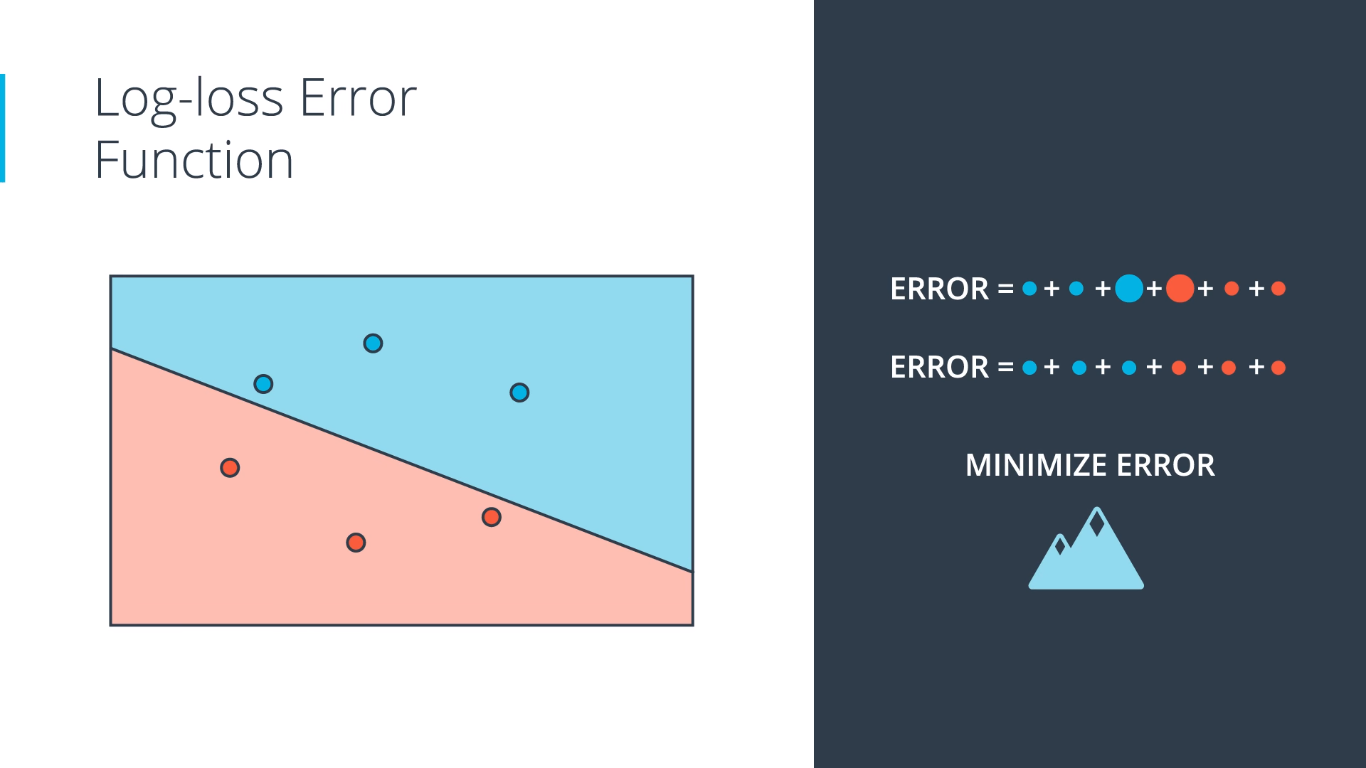 Log-loss Error
Function
ERROR = + + + + +
ERROR = + + + + +
MINIMIZE ERROR